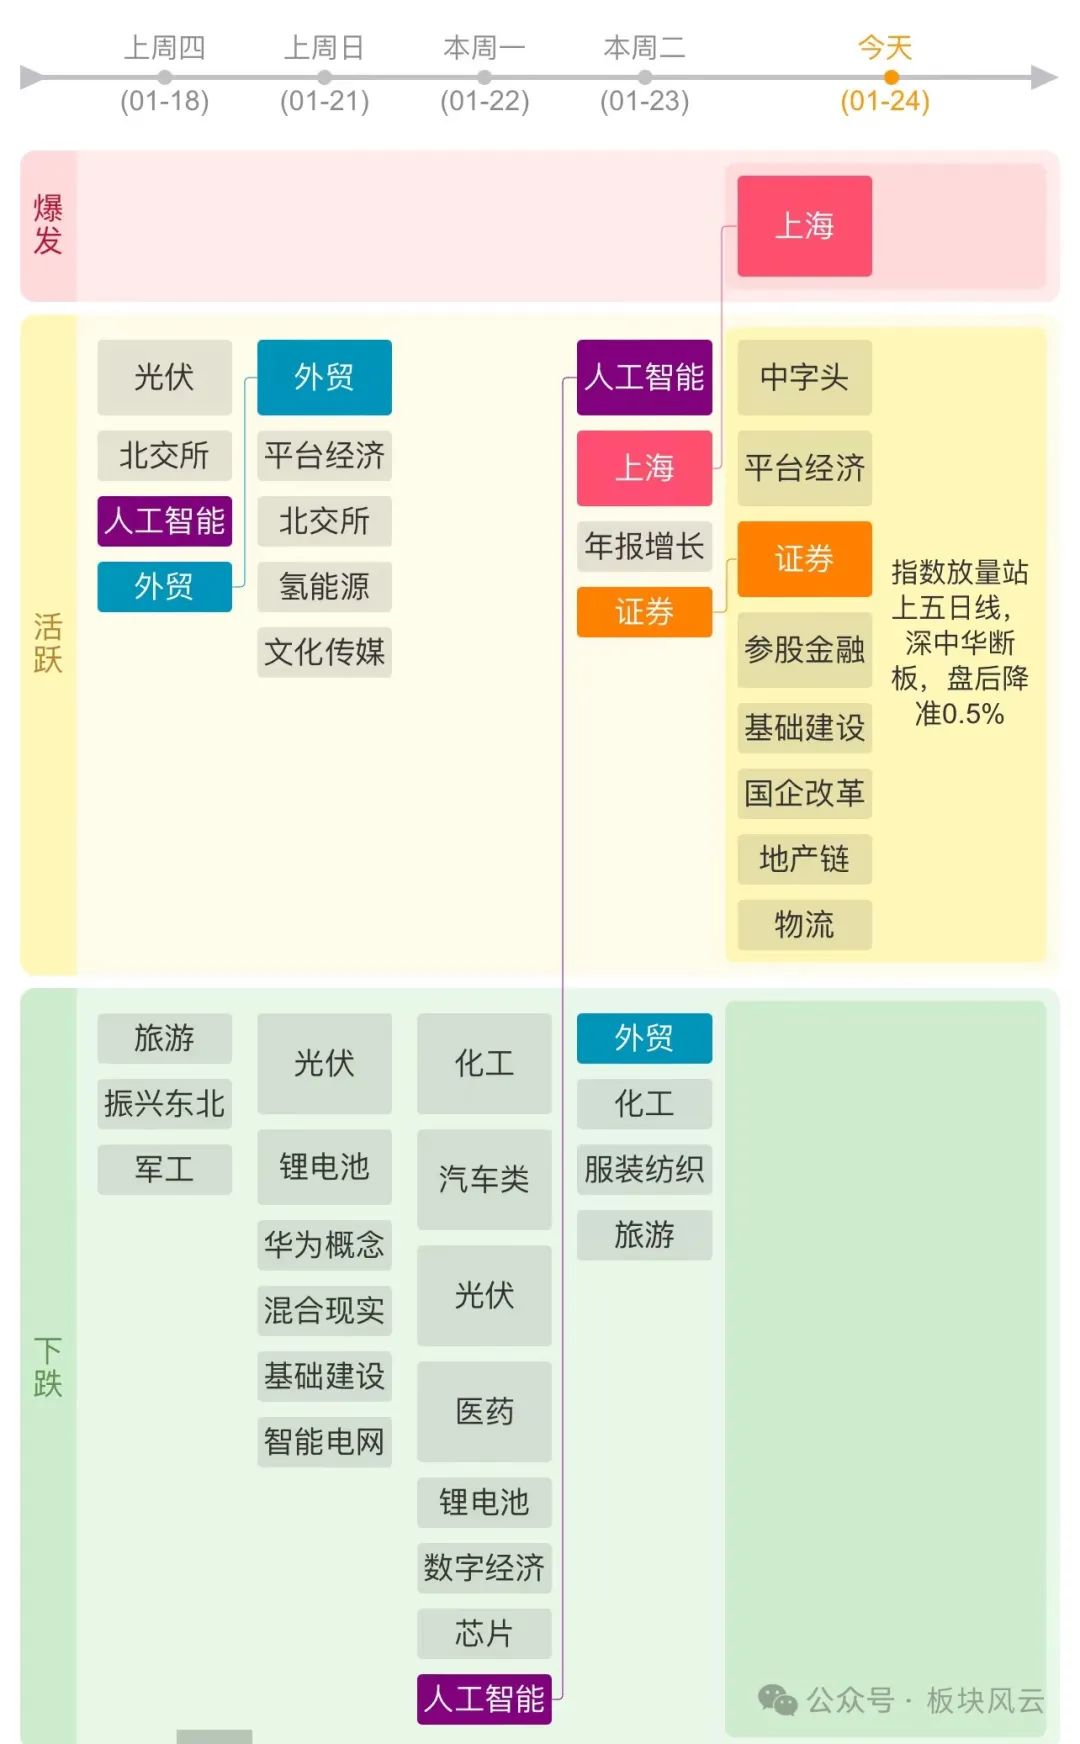 上周四 上周日 本周一 本周二 今天
(01-18) (01-21) (01-22) (01-23) (01-24)
爆发
上海
活跃
光伏
北交所
人工智能
外贸
外贸
平台经济
北交所
氢能源
文化传媒
人工智能
上海
年报增长
证券
中字头
平台经济
证券
参股金融
基础建设
国企改革
地产链
物流
指数放量站
上五日线，
深中华断
板，盘后降
准0.5%
下跌
旅游
振兴东北
军工
光伏
锂电池
华为概念
混合现实
基础建设
智能电网
化工
汽车类
光伏
医药
锂电池
数字经济
芯片
人工智能
外贸
化工
服装纺织
旅游
公众号 · 板块风云